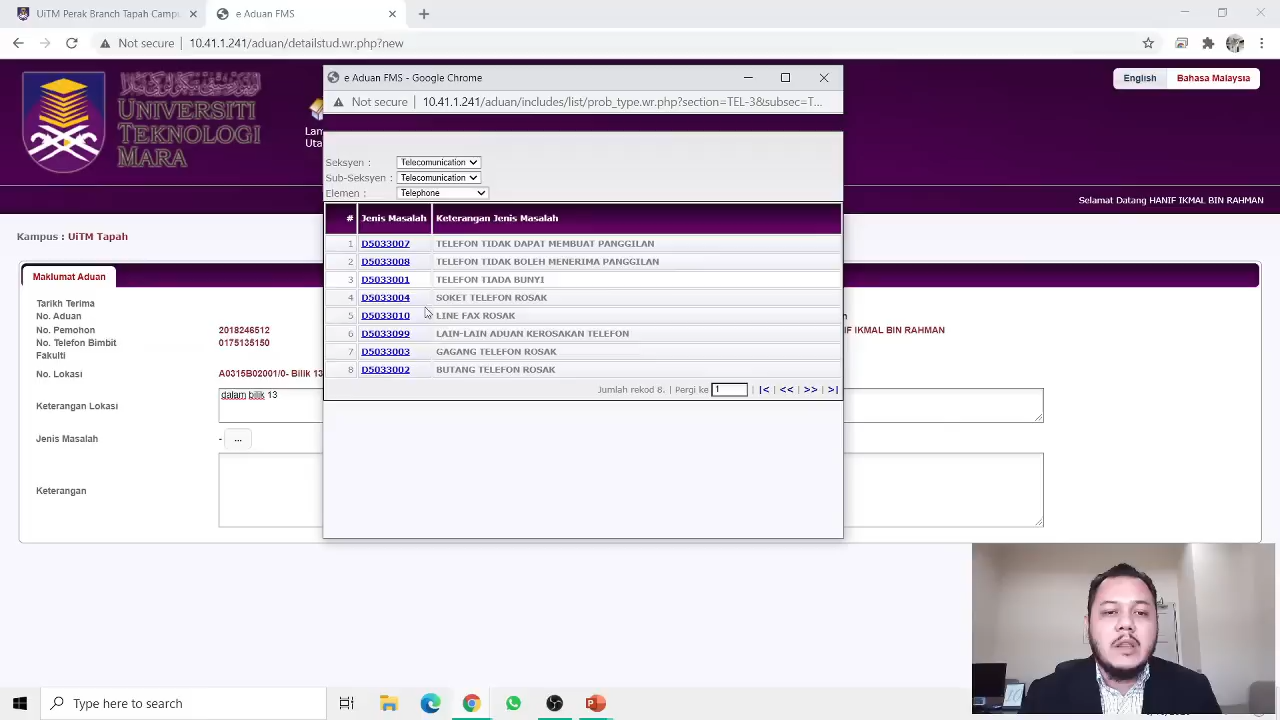 UiTM Perak Branch Tapah Camp
e Aduan FMS
Not secure
10.41.1.241/aduan/detailstud.wr.php?new
e Aduan FMS - Google Chrome
Not secure
10.41.1.241/aduan/includes/list/prob_type.wr.php?section=TEL-3&subsec=T...
English
Bahasa Malaysia
UNIVERSITI
TEKNOLOGI
MARA
Lam
Uta
Selamat Datang HANIF IKMAL BIN RAHMAN
Seksyen :
Telecomunication
Sub-Seksyen :
Telecomunication
Elemen :
Telephone
# Jenis Masalah Keterangan Jenis Masalah
1 D5033007 TELEFON TIDAK DAPAT MEMBUAT PANGGILAN
2 D5033008 TELEFON TIDAK BOLEH MENERIMA PANGGILAN
3 D5033001 TELEFON TIADA BUNYI
4 D5033004 SOKET TELEFON ROSAK
5 D5033010 LINE FAX ROSAK
6 D5033099 LAIN-LAIN ADUAN KEROSAKAN TELEFON
7 D5033003 GAGANG TELEFON ROSAK
8 D5033002 BUTANG TELEFON ROSAK
Jumlah rekod 8. | Pergi ke 1 | |< | << | >> | >|
Kampus : UiTM Tapah
Maklumat Aduan
Tarikh Terima
No. Aduan
n
No. Pemohon 2018246512
IF IKMAL BIN RAHMAN
No. Telefon Bimbit 0175135150
Fakulti
No. Lokasi A0315B02001/0- Bilik 13
Keterangan Lokasi
dalam bilik 13
Jenis Masalah - ...
Keterangan
Type here to search